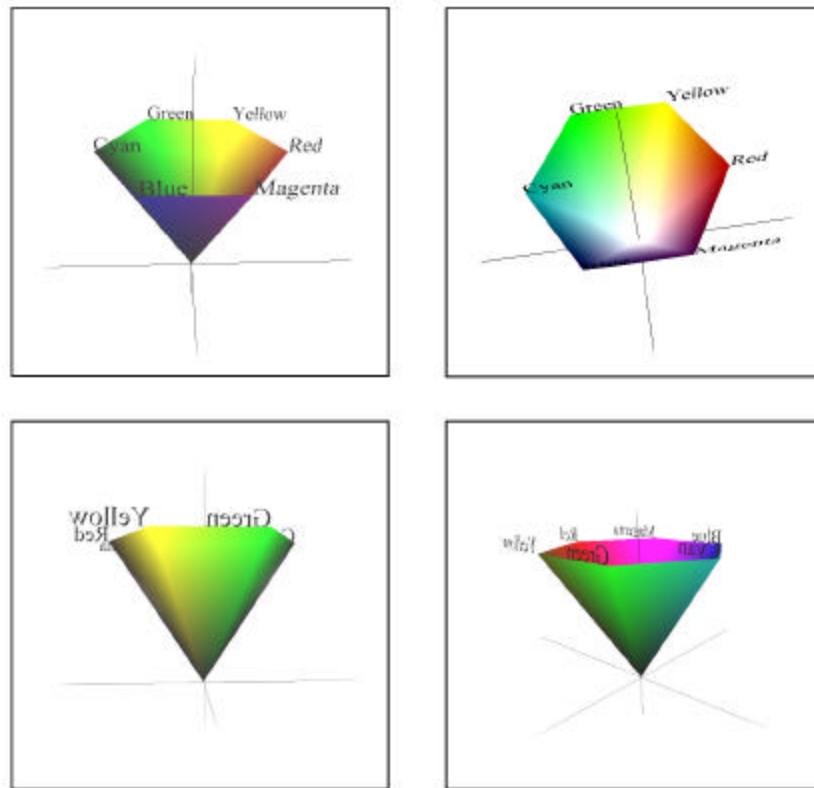 Green Yellow
Cyan Red
Blue Magenta
Green Yellow
Red
Cyan
Magenta
Yellow Green
Red
Yellow Red Magenta Blue
Green